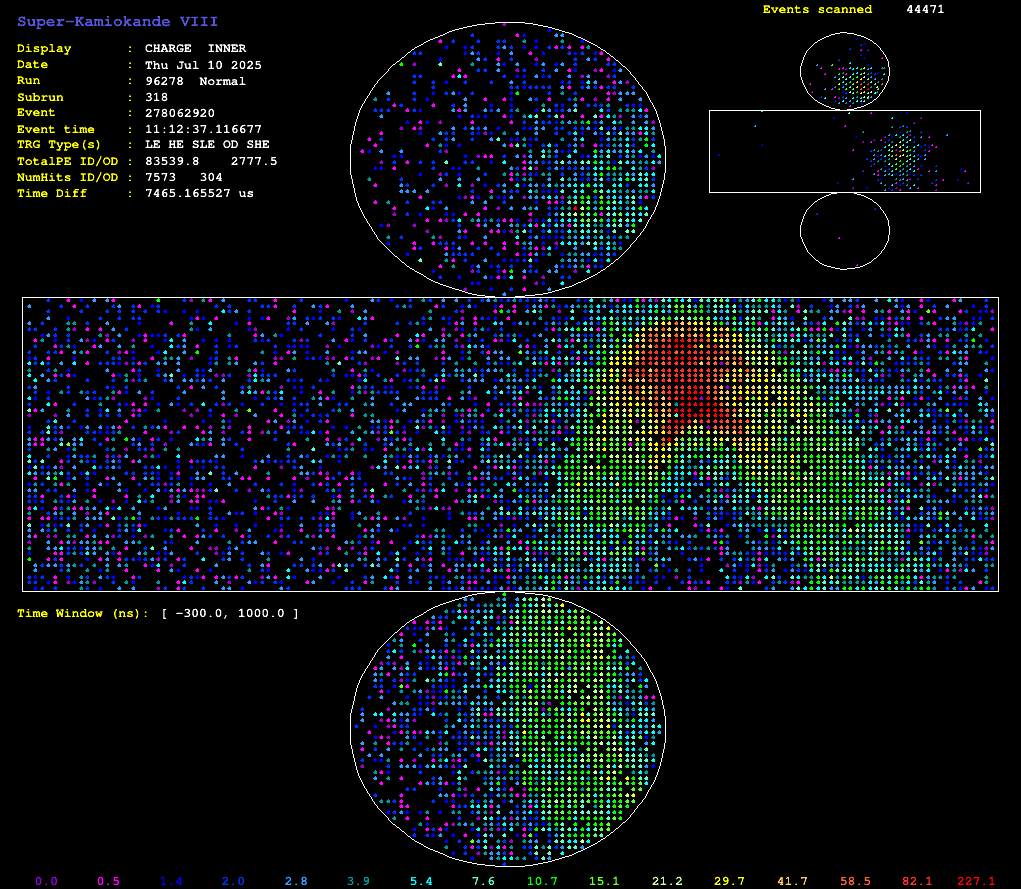 Super-Kamiokande VIII
Events scanned 44471
Display : CHARGE INNER
Date : Thu Jul 10 2025
Run : 96278 Normal
Subrun : 318
Event : 278062920
Event time : 11:12:37.116677
TRG Type(s) : LE HE SLE OD SHE
TotalPE ID/OD : 83539.8 2777.5
NumHits ID/OD : 7573 304
Time Diff : 7465.165527 us
Time Window (ns): [ -300.0, 1000.0 ]
0.0 0.5 1.4 2.0 2.8 3.9 5.4 7.6 10.7 15.1 21.2 29.7 41.7 58.5 82.1 227.1